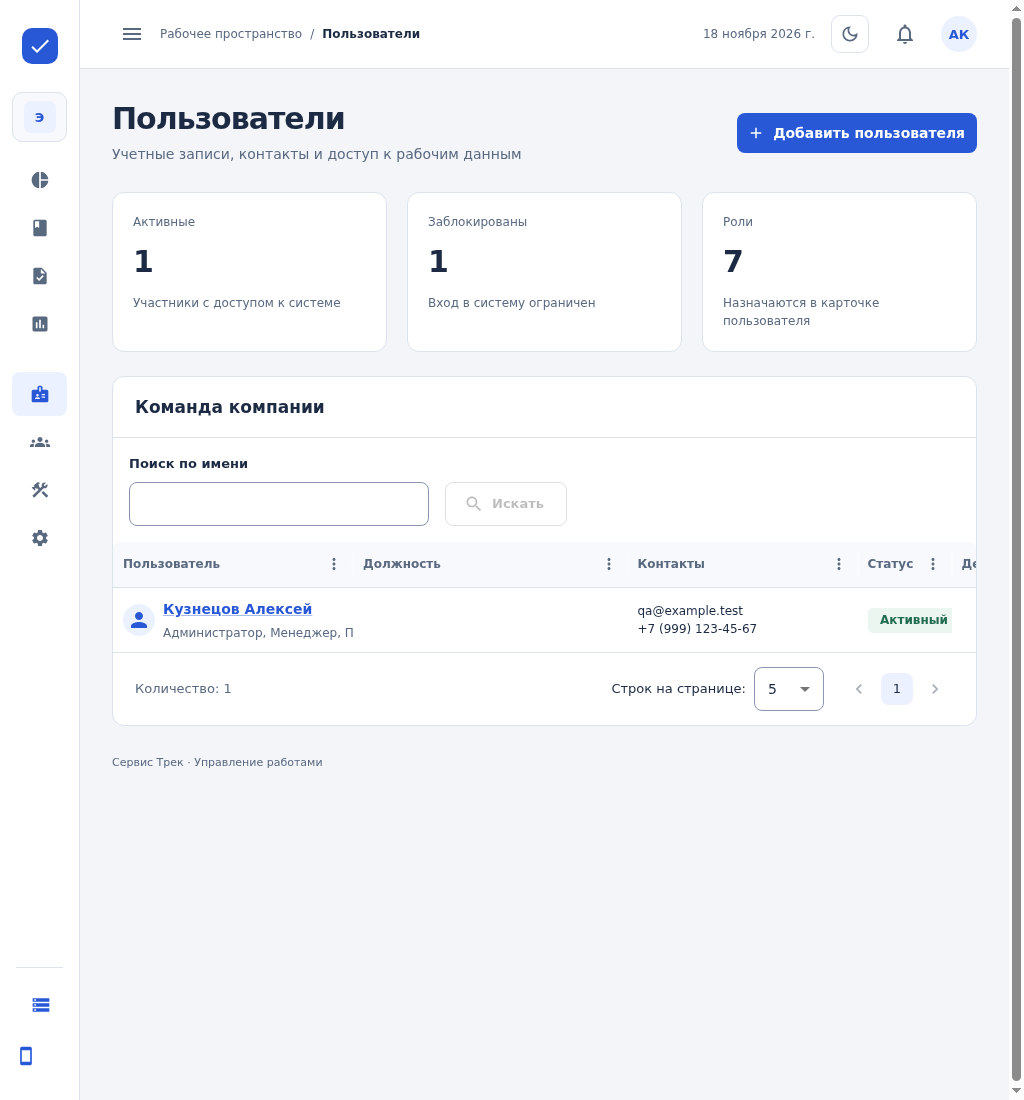 Рабочее пространство / Пользователи
18 ноября 2026 г.
АК
Э
Пользователи
Учетные записи, контакты и доступ к рабочим данным
+ Добавить пользователя
Активные
1
Участники с доступом к системе
Заблокированы
1
Вход в систему ограничен
Роли
7
Назначаются в карточке
пользователя
Команда компании
Поиск по имени
Искать
Пользователь
Должность
Контакты
Статус
Де
Кузнецов Алексей
Администратор, Менеджер, П
qa@example.test
+7 (999) 123-45-67
Активный
Количество: 1
Строк на странице:
5
1
Сервис Трек · Управление работами